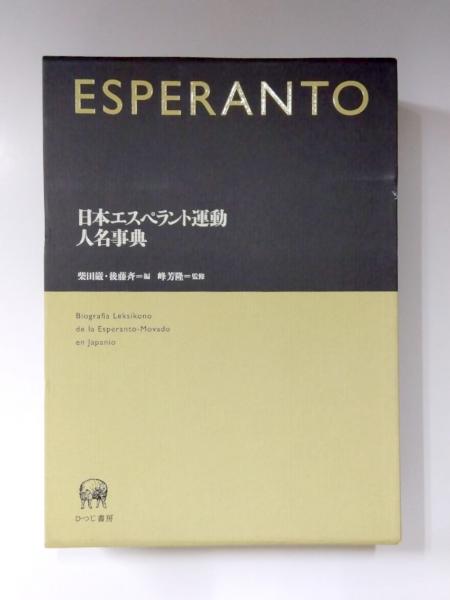 ESPERANTO
日本エスペラント運動
人名事典
柴田巌・後藤斉=編 峰芳隆=監修
Biografia Leksikono
de la Esperanto-Movado
en Japanio
ひつじ書房